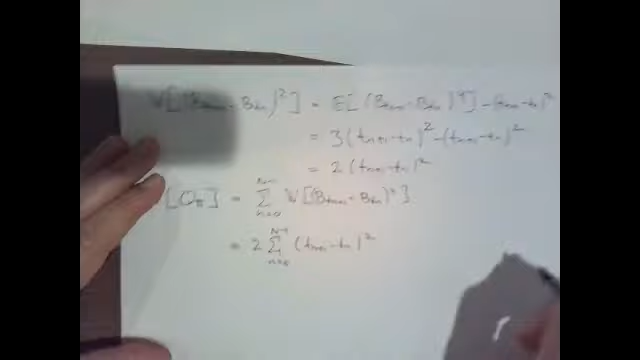 V[(B_{t_{n+1}} - B_{t_n})^2] = E[(B_{t_{n+1}} - B_{t_n})^4] - (t_{n+1} - t_n)^2
= 3(t_{n+1} - t_n)^2 - (t_{n+1} - t_n)^2
= 2(t_{n+1} - t_n)^2
[Q_π] = \sum_{n=0}^{N-1} V[(B_{t_{n+1}} - B_{t_n})^2]
= 2 \sum_{n=0}^{N-1} (t_{n+1} - t_n)^2